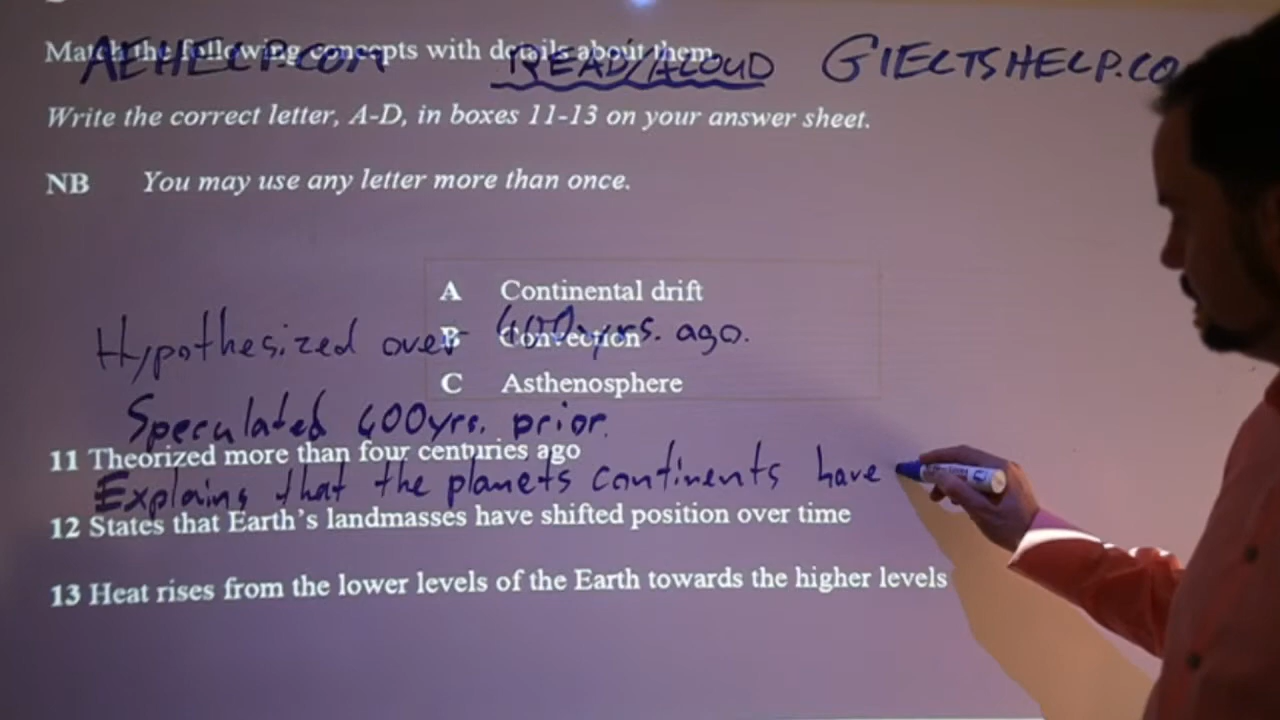 Match the following concepts with details about them.
AEHELP.COM READ/ALOUD GIELTSHELP.CO
Write the correct letter, A-D, in boxes 11-13 on your answer sheet.
NB You may use any letter more than once.
A Continental drift
B Convection
Hypothesized over 400yrs. ago.
C Asthenosphere
Speculated 400yrs. prior.
11 Theorized more than four centuries ago
Explains that the planets continents have
12 States that Earth's landmasses have shifted position over time
13 Heat rises from the lower levels of the Earth towards the higher levels